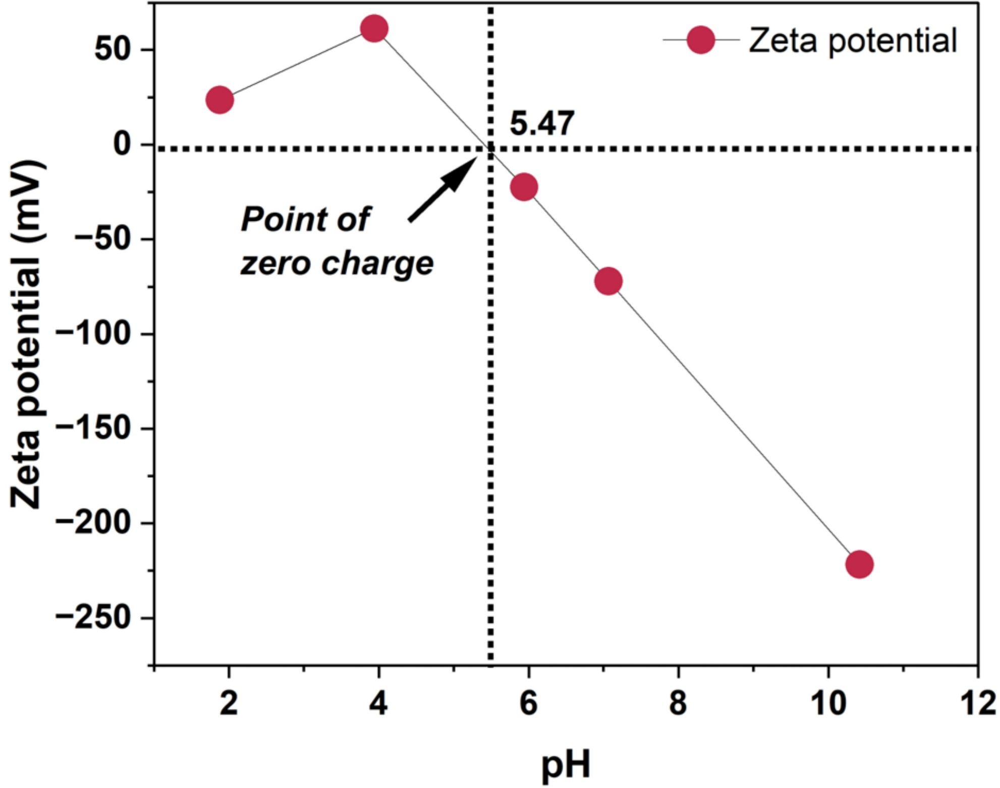 Zeta potential
50
0
−50
−100
−150
−200
−250
Zeta potential (mV)
5.47
Point of
zero charge
2
4
6
8
10
12
pH